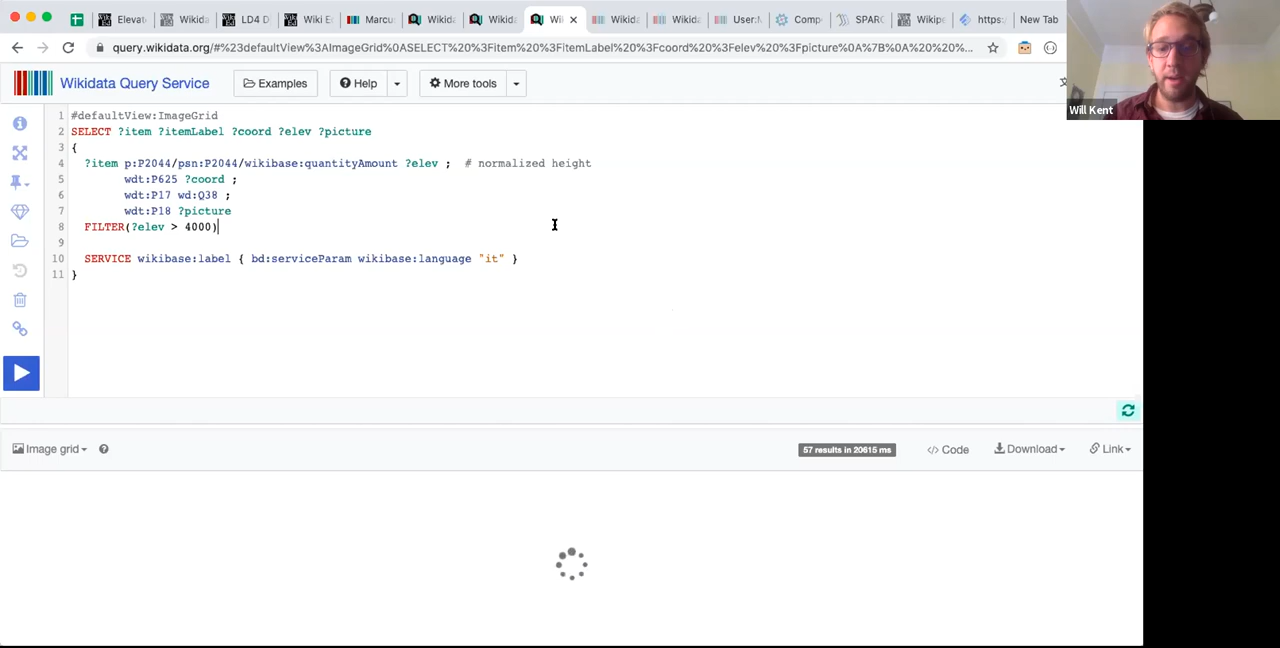 Elevat
Wikida
LD4 D
Wiki E
Marcu
Wikida
Wikida
Wi
Wikida
Wikida
User:M
Comp
SPARC
Wikipe
https:/
New Tab
query.wikidata.org/#%23defaultView%3AImageGrid%0ASELECT%20%3Fitem%20%3FitemLabel%20%3Fcoord%20%3Felev%20%3Fpicture%0A%7B%0A%20%20%...
Wikidata Query Service
Examples
Help
More tools
Will Kent
1 #defaultView:ImageGrid
2 SELECT ?item ?itemLabel ?coord ?elev ?picture
3 {
4 ?item p:P2044/psn:P2044/wikibase:quantityAmount ?elev ; # normalized height
5 wdt:P625 ?coord ;
6 wdt:P17 wd:Q38 ;
7 wdt:P18 ?picture
8 FILTER(?elev > 4000)
9
10 SERVICE wikibase:label { bd:serviceParam wikibase:language "it" }
11 }
Image grid
57 results in 20615 ms
</> Code
Download
Link